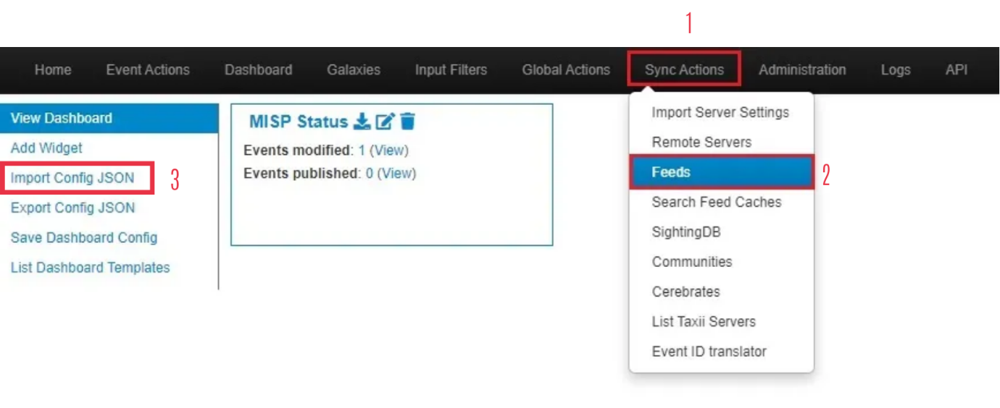 1
Home Event Actions Dashboard Galaxies Input Filters Global Actions Sync Actions Administration Logs API
View Dashboard
Add Widget
Import Config JSON 3
Export Config JSON
Save Dashboard Config
List Dashboard Templates
MISP Status
Events modified: 1 (View)
Events published: 0 (View)
Import Server Settings
Remote Servers
Feeds 2
Search Feed Caches
SightingDB
Communities
Cerebrates
List Taxii Servers
Event ID translator